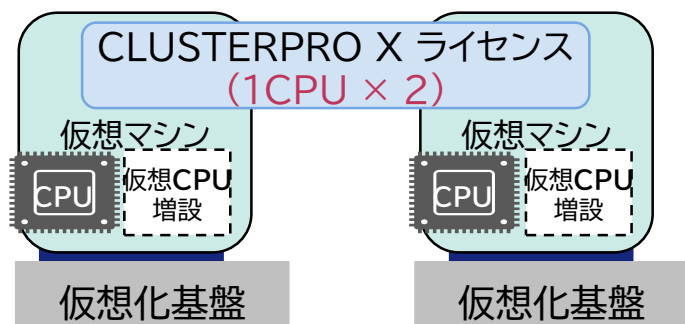 CLUSTERPRO X ライセンス
(1CPU × 2)
仮想マシン
CPU
仮想CPU
増設
仮想化基盤
仮想マシン
CPU
仮想CPU
増設
仮想化基盤